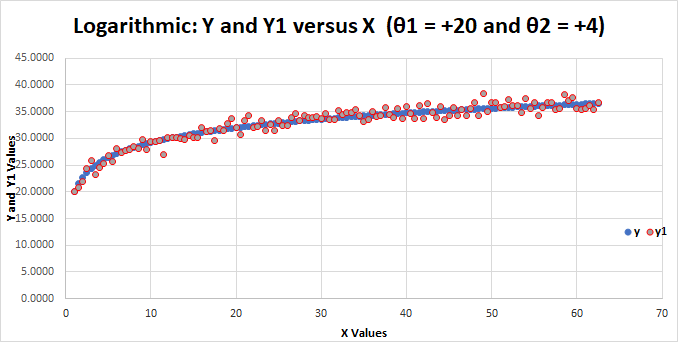 Logarithmic: Y and Y1 versus X (θ1 = +20 and θ2 = +4)
45.0000
40.0000
35.0000
30.0000
25.0000
20.0000
15.0000
10.0000
5.0000
0.0000
Y and Y1 Values
0 10 20 30 40 50 60 70
X Values
y y1